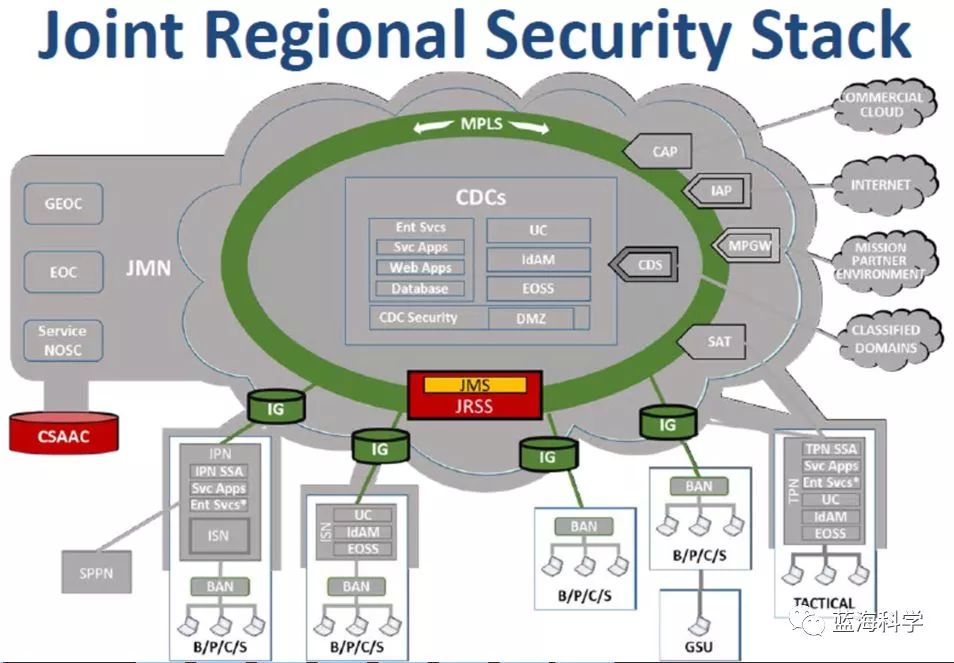 Joint Regional Security Stack
MPLS
COMMERCIAL
CLOUD
CAP
IAP
INTERNET
MPGW
MISSION
PARTNER
ENVIRONMENT
CDS
CLASSIFIED
DOMAINS
SAT
CDCs
Ent Svcs
Svc Apps
Web Apps
Database
UC
IdAM
EOSS
CDC Security
DMZ
GEOC
EOC
Service
NOSC
JMN
CSAAC
JMS
JRSS
IG
IG
IG
IG
IPN
IPN SSA
Svc Apps
Ent Svcs*
ISN
BAN
B/P/C/S
SPPN
ISN
UC
IdAM
EOSS
BAN
B/P/C/S
BAN
B/P/C/S
BAN
B/P/C/S
GSU
TPN
TPN SSA
Svc Apps
Ent Svcs*
UC
IdAM
EOSS
TACTICAL
蓝海科学